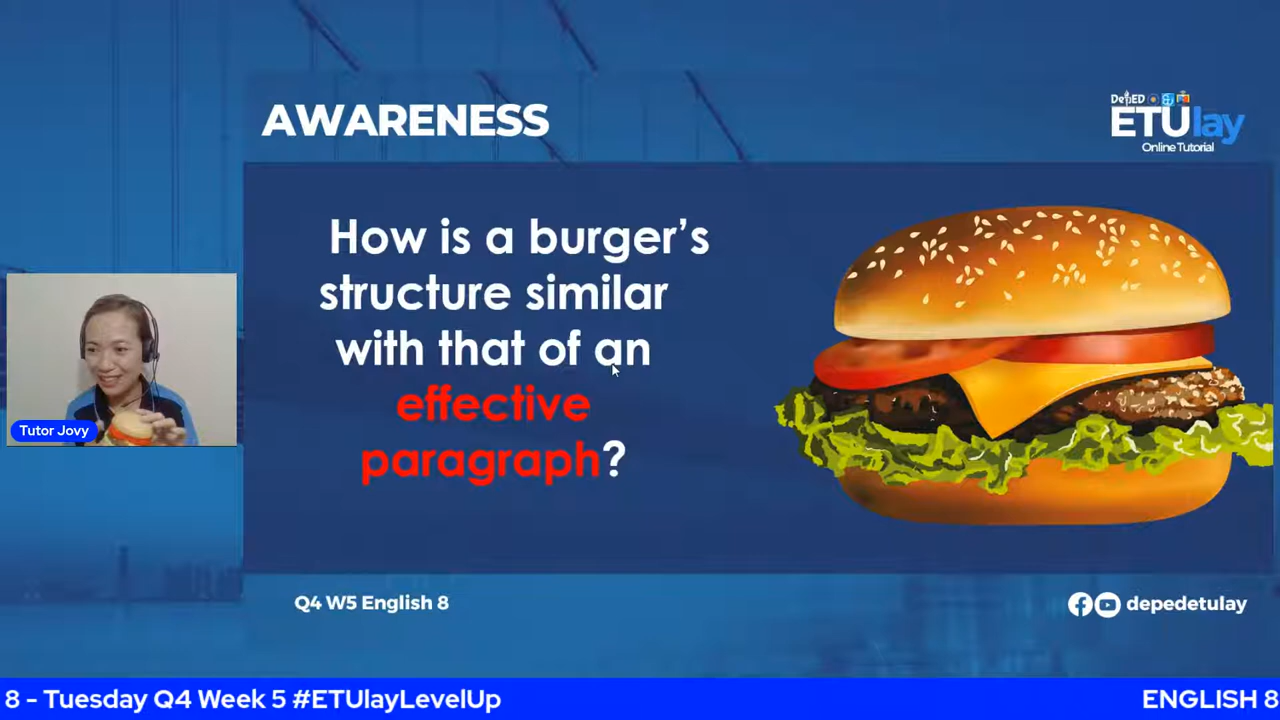 AWARENESS
DepED
ETUlay
Online Tutorial
How is a burger's
structure similar
with that of an
effective
paragraph?
Tutor Jovy
Q4 W5 English 8
depedetulay
8 - Tuesday Q4 Week 5 #ETUlayLevelUp
ENGLISH 8